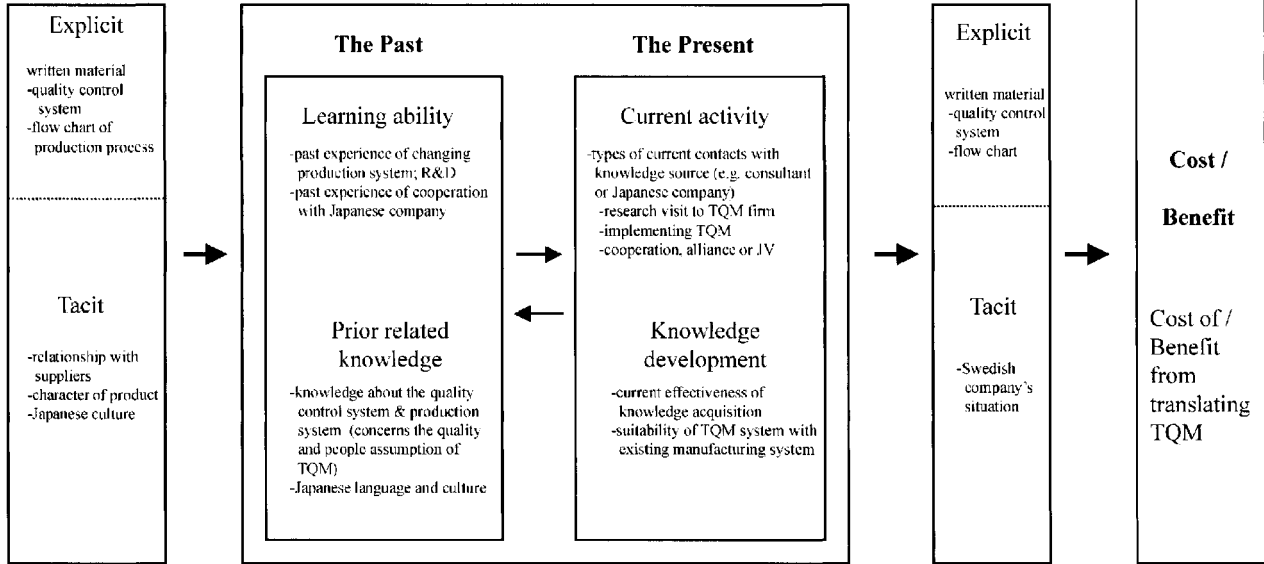 Explicit
written material
-quality control
system
-flow chart of
production process
Tacit
-relationship with
suppliers
-character of product
-Japanese culture
The Past
Learning ability
-past experience of changing
production system; R&D
-past experience of cooperation
with Japanese company
Prior related
knowledge
-knowledge about the quality
control system & production
system (concerns the quality
and people assumption of
TQM)
-Japanese language and culture
The Present
Current activity
-types of current contacts with
knowledge source (e.g. consultant
or Japanese company)
-research visit to TQM firm
-implementing TQM
-cooperation, alliance or JV
Knowledge
development
-current effectiveness of
knowledge acquisition
-suitability of TQM system with
existing manufacturing system
Explicit
written material
-quality control
system
-flow chart
Tacit
-Swedish
company's
situation
Cost /
Benefit
Cost of /
Benefit
from
translating
TQM